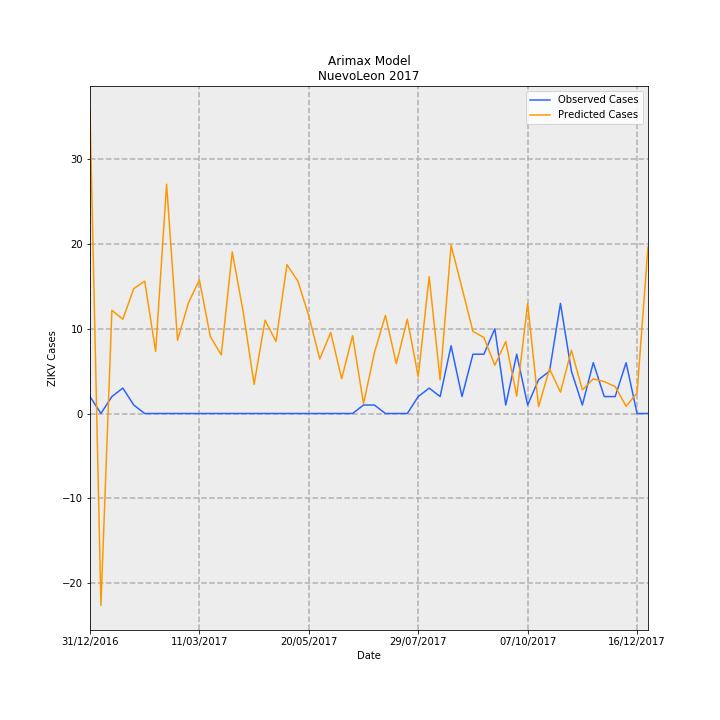 Arimax Model
NuevoLeon 2017
Observed Cases
Predicted Cases
ZIKV Cases
30
20
10
0
−10
−20
31/12/2016
11/03/2017
20/05/2017
29/07/2017
07/10/2017
16/12/2017
Date